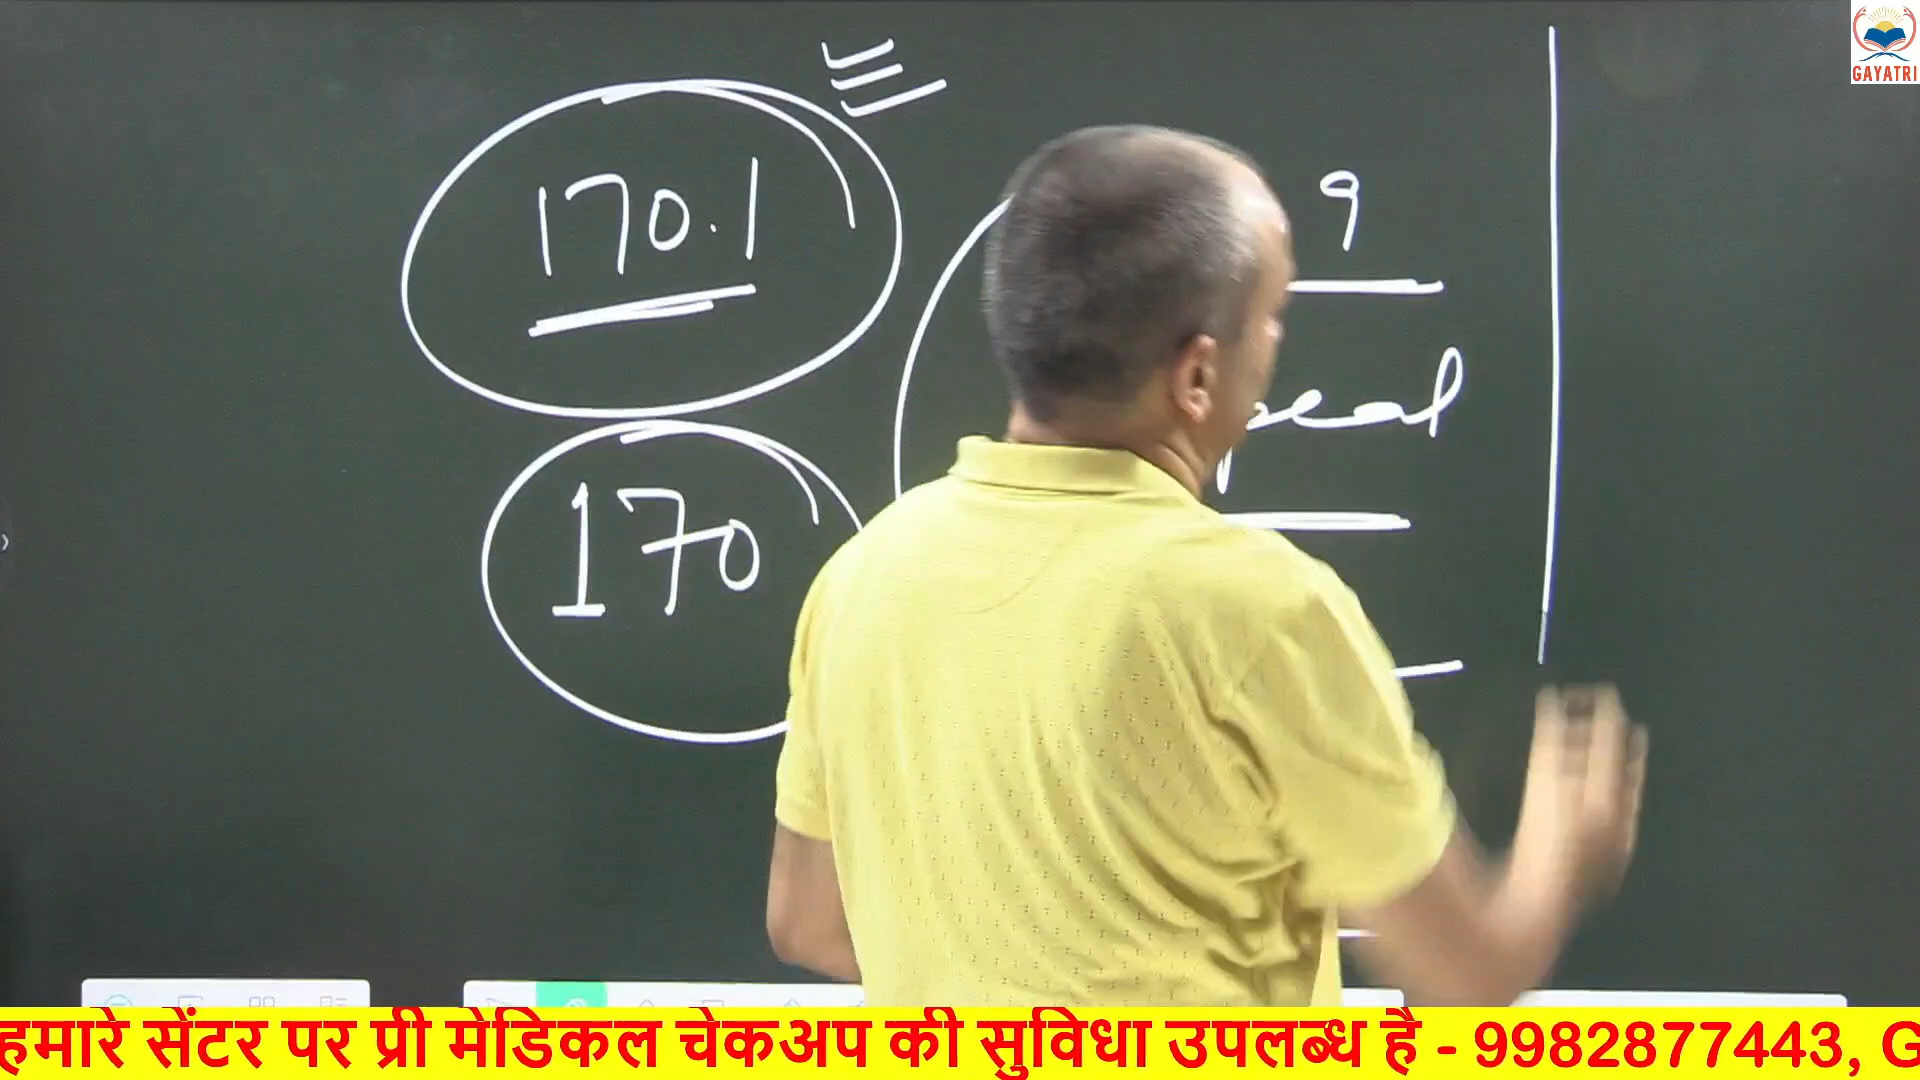 GAYATRI
170.1
9
170
हमारे सेंटर पर प्री मेडिकल चेकअप की सुविधा उपलब्ध है - 9982877443, G